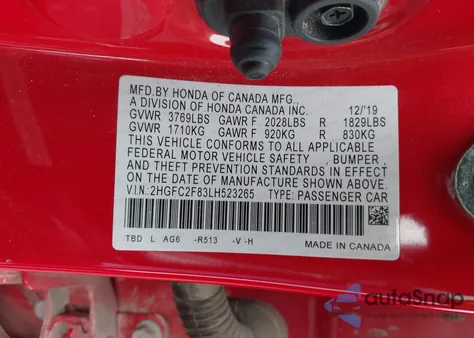 MFD.BY HONDA OF CANADA MFG.,
A DIVISION OF HONDA CANADA INC. 12/'19
GVWR 3769LBS GAWR F 2028LBS R 1829LBS
GVWR 1710KG GAWR F 920KG R 830KG
THIS VEHICLE CONFORMS TO ALL APPLICABLE
FEDERAL MOTOR VEHICLE SAFETY , BUMPER ,
AND THEFT PREVENTION STANDARDS IN EFFECT
ON THE DATE OF MANUFACTURE SHOWN ABOVE.
V.I.N.:2HGFC2F83LH523265 TYPE: PASSENGER CAR
TBD L AG6 -R513 -V-H
MADE IN CANADA
autoSnap